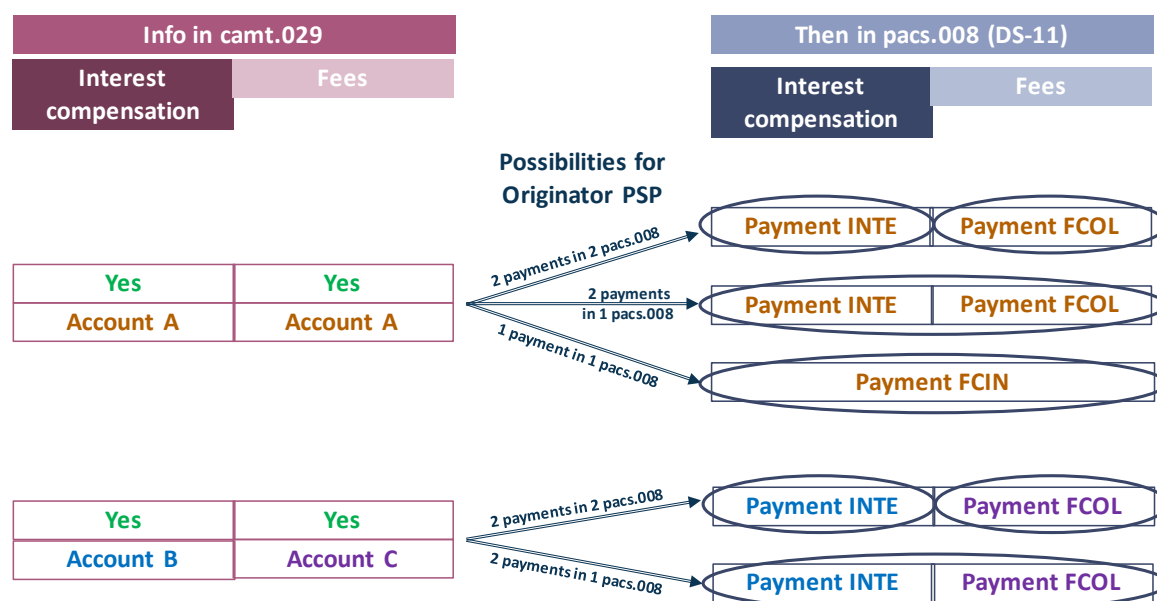 Info in camt.029
Then in pacs.008 (DS-11)
Interest
compensation
Fees
Interest
compensation
Fees
Possibilities for
Originator PSP
2 payments in 2 pacs.008
Payment INTE
Payment FCOL
Yes
Yes
Account A
Account A
2 payments
in 1 pacs.008
Payment INTE
Payment FCOL
1 payment in 1 pacs.008
Payment FCIN
Yes
Yes
Account B
Account C
2 payments in 2 pacs.008
Payment INTE
Payment FCOL
2 payments in 1 pacs.008
Payment INTE
Payment FCOL